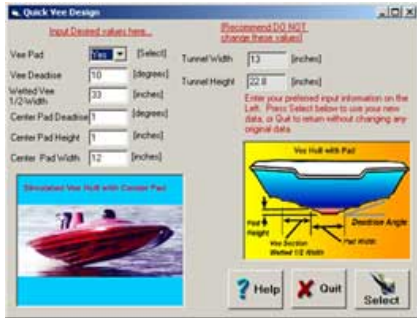 Quick Vee Design
Input Desired values here...
[Recommend DO NOT
change these values]
Vee Pad Yes [Select]
Vee Deadise 10 [degrees]
Wetted Vee
1/2-Width 33 [inches]
Center Pad Deadrise 1 [degrees]
Center Pad Height 1 [inches]
Center Pad Width 12 [inches]
Tunnel Width 13 [inches]
Tunnel Height 22.8 [inches]
Enter your preferred input information on the
Left. Press Select below to use your new
data, or Quit to return without changing any
original data.
Simulated Vee Hull with Center Pad
Vee Hull with Pad
Pad
Height
Deadrise Angle
Pad Width
Vee Section
Wetted 1/2 Width
Help
Quit
Select